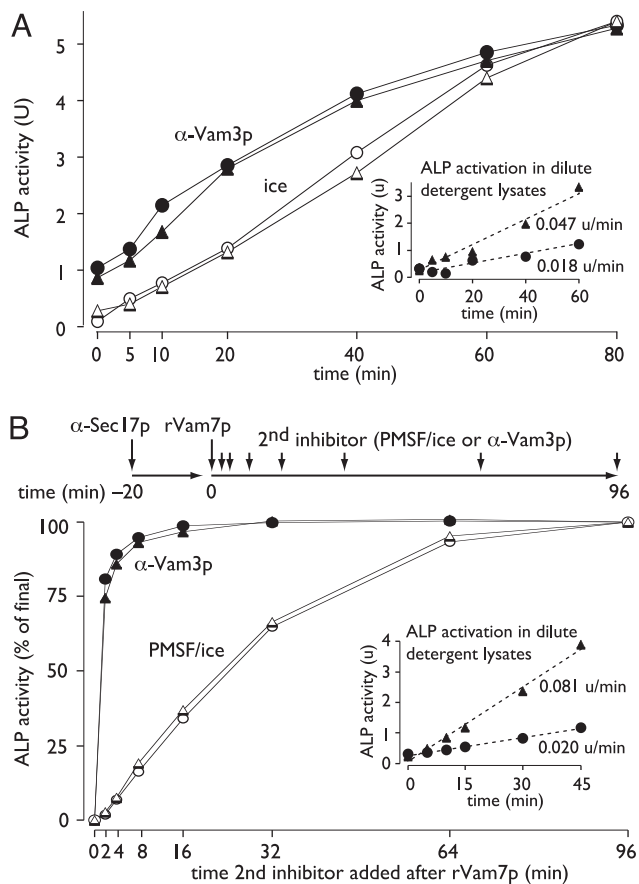 A
ALP activity (U)
5
4
3
2
1
0
α-Vam3p
ice
ALP activation in dilute
detergent lysates
ALP activity (u)
3
2
1
0
0.047 u/min
0.018 u/min
0 20 40 60
time (min)
0 5 10 20 40 60 80
time (min)
B
α-Sec17p rVam7p
2nd inhibitor (PMSF/ice or α-Vam3p)
time (min) –20 0 96
ALP activity (% of final)
100
75
50
25
0
α-Vam3p
PMSF/ice
ALP activation in dilute
detergent lysates
ALP activity (u)
4
3
2
1
0
0.081 u/min
0.020 u/min
0 15 30 45
time (min)
0 2 4 8 16 32 64 96
time 2nd inhibitor added after rVam7p (min)